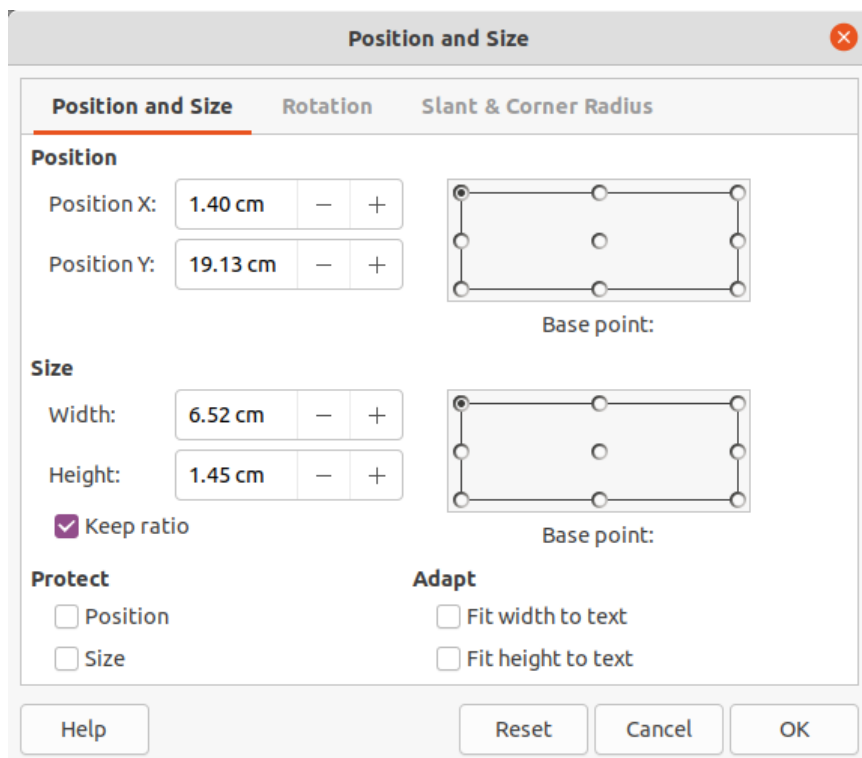 Position and Size
Position and Size Rotation Slant & Corner Radius
Position
Position X: 1.40 cm − +
Position Y: 19.13 cm − +
Base point:
Size
Width: 6.52 cm − +
Height: 1.45 cm − +
Keep ratio
Base point:
Protect Adapt
Position Fit width to text
Size Fit height to text
Help Reset Cancel OK